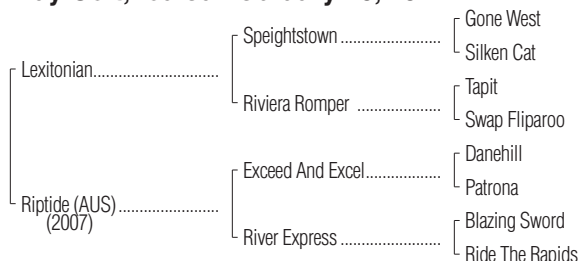 Gone West
Speightstown
Silken Cat
Lexitonian
Tapit
Riviera Romper
Swap Fliparoo
Danehill
Exceed And Excel
Patrona
Riptide (AUS)
(2007)
Blazing Sword
River Express
Ride The Rapids